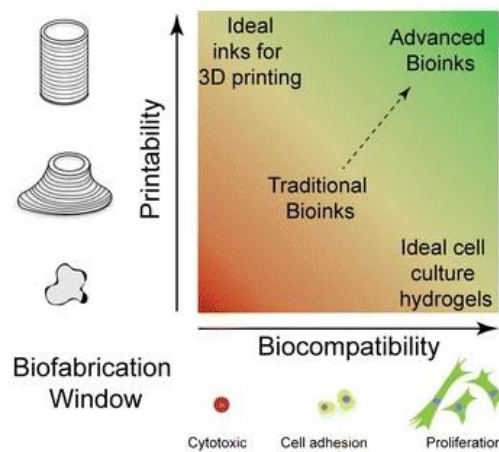 Ideal
inks for
3D printing
Advanced
Bioinks
Traditional
Bioinks
Ideal cell
culture
hydrogels
Printability
Biocompatibility
Biofabrication
Window
Cytotoxic
Cell adhesion
Proliferation